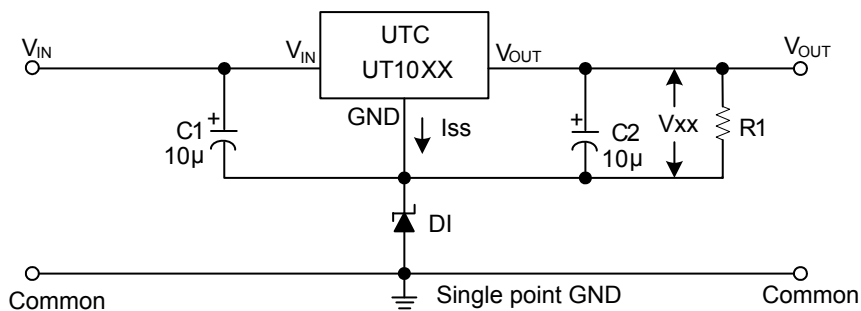 UTC
UT10XX
VIN
VIN
VOUT
VOUT
GND
Iss
C1
10µ
+
C2
10µ
+
Vxx
R1
DI
Common
Single point GND
Common